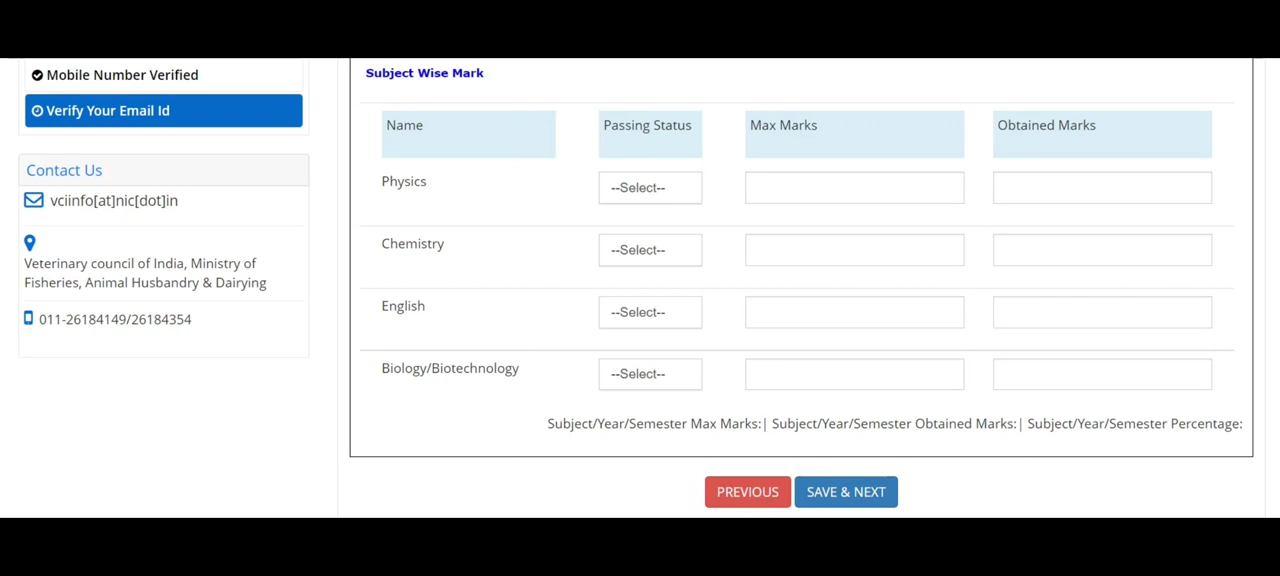 Mobile Number Verified
Verify Your Email Id
Contact Us
vciinfo[at]nic[dot]in
Veterinary council of India, Ministry of
Fisheries, Animal Husbandry & Dairying
011-26184149/26184354
Subject Wise Mark
Name Passing Status Max Marks Obtained Marks
Physics --Select--
Chemistry --Select--
English --Select--
Biology/Biotechnology --Select--
Subject/Year/Semester Max Marks:| Subject/Year/Semester Obtained Marks:| Subject/Year/Semester Percentage:
PREVIOUS SAVE & NEXT